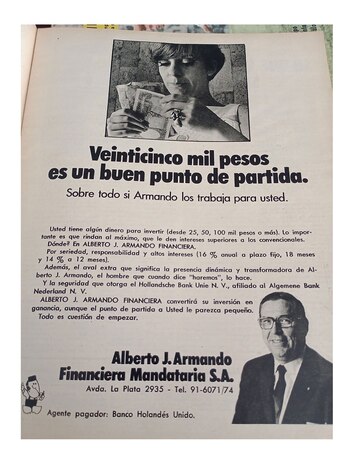 Veinticinco mil pesos
es un buen punto de partida.
Sobre todo si Armando los trabaja para usted.
Usted tiene algún dinero para invertir (desde 25, 50, 100 mil pesos o más). Lo impor-
tante es que rindan al máximo, que le den intereses superiores a los convencionales.
Dónde? En ALBERTO J. ARMANDO FINANCIERA.
Por seriedad, responsabilidad y altos intereses (16 % anual a plazo fijo, 18 meses
y 14 % a 12 meses).
Además, el aval extra que significa la presencia dinámica y transformadora de Al-
berto J. Armando, el hombre que cuando dice "haremos", lo hace.
Y la seguridad que otorga el Hollandsche Bank Unie N. V., afiliado al Algemene Bank
Nederland N. V.
ALBERTO J. ARMANDO FINANCIERA convertirá su inversión en
ganancia, aunque el punto de partida a Usted le parezca pequeño.
Todo es cuestión de empezar.
Alberto J. Armando
Financiera Mandataria S.A.
Avda. La Plata 2935 - Tel. 91-6071/74
Agente pagador: Banco Holandés Unido.